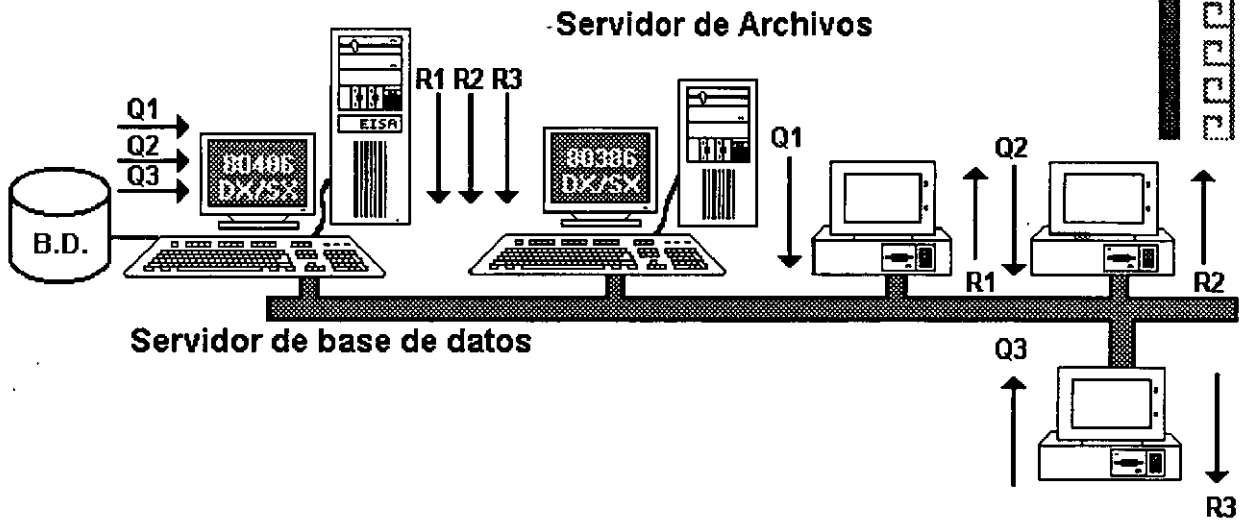 Servidor de Archivos
R1 R2 R3
Q1
Q2
Q3
EISA
80486
DX/SX
80386
DX/SX
Q1
Q2
B.D.
R1
R2
Servidor de base de datos
Q3
R3